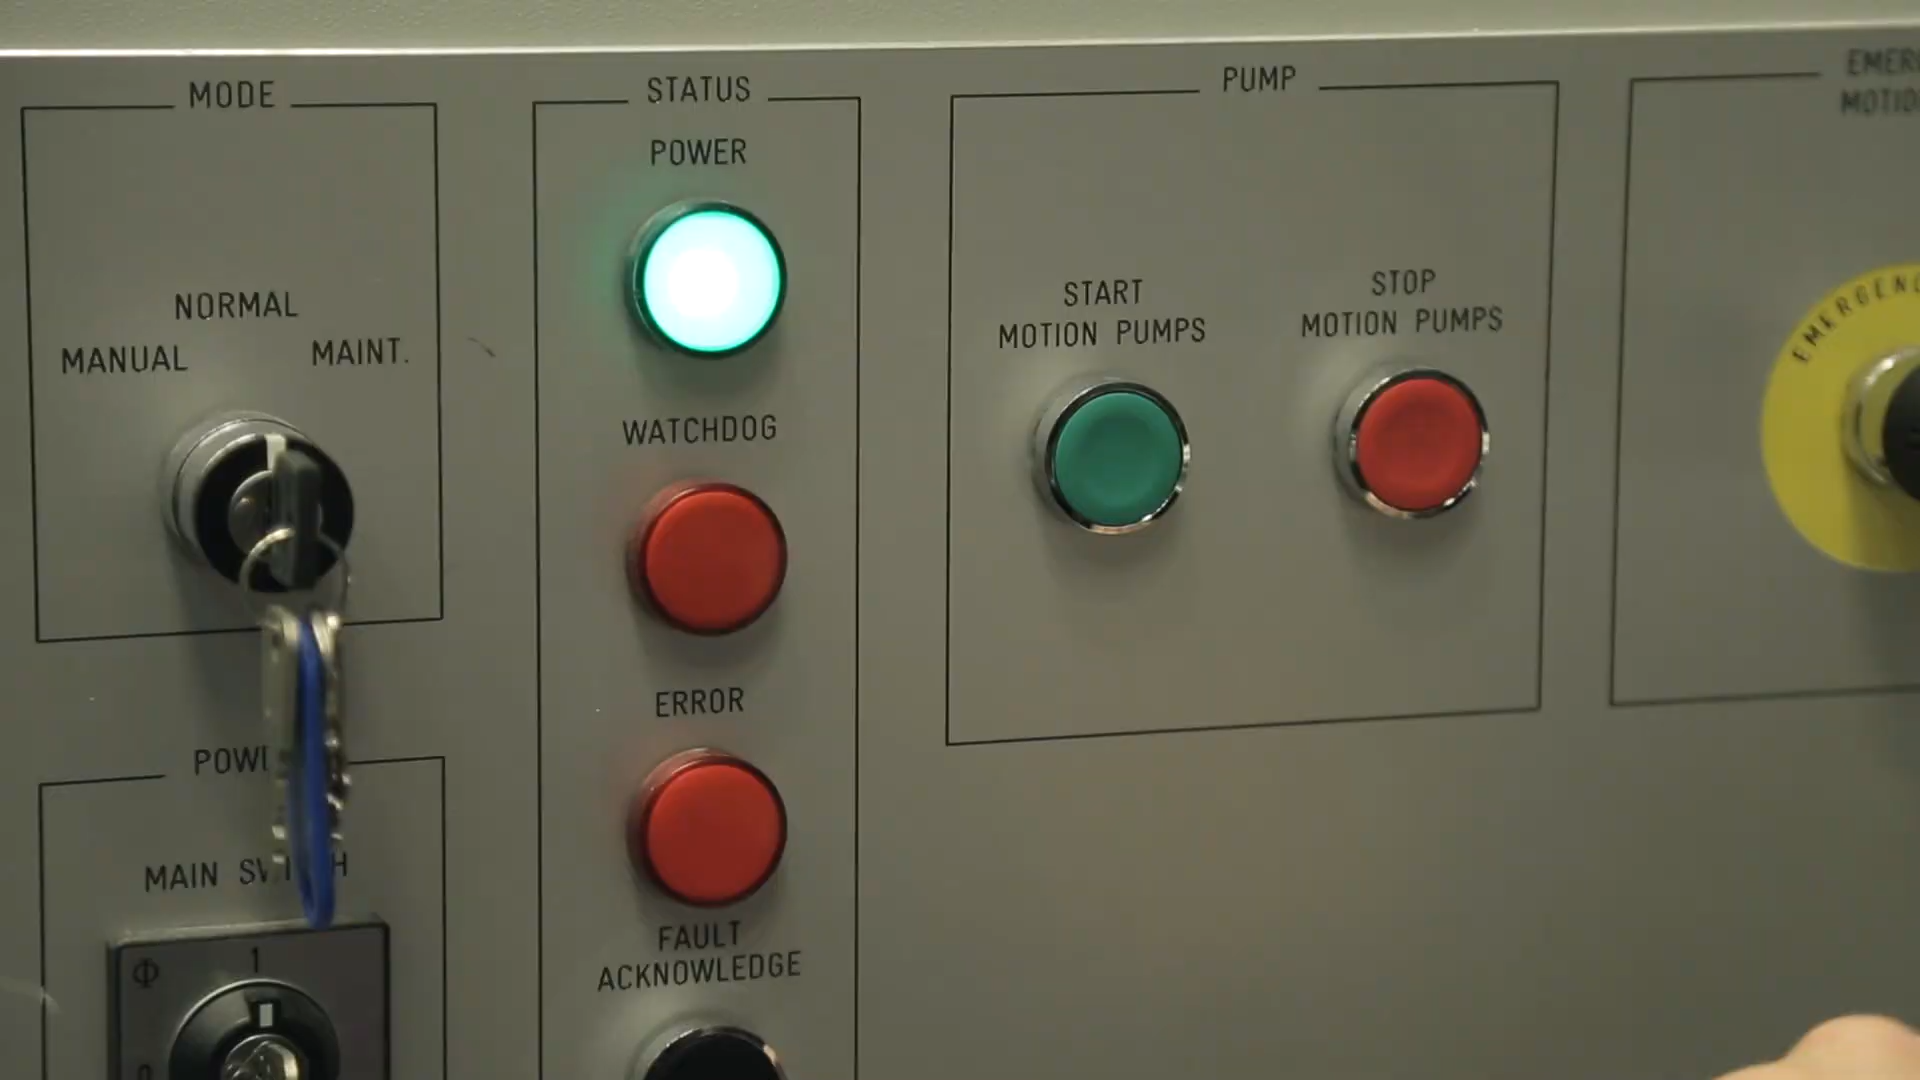 MODE
NORMAL
MANUAL
MAINT.
MAIN
1
0
STATUS
POWER
WATCHDOG
ERROR
FAULT
ACKNOWLEDGE
PUMP
START
MOTION PUMPS
STOP
MOTION PUMPS